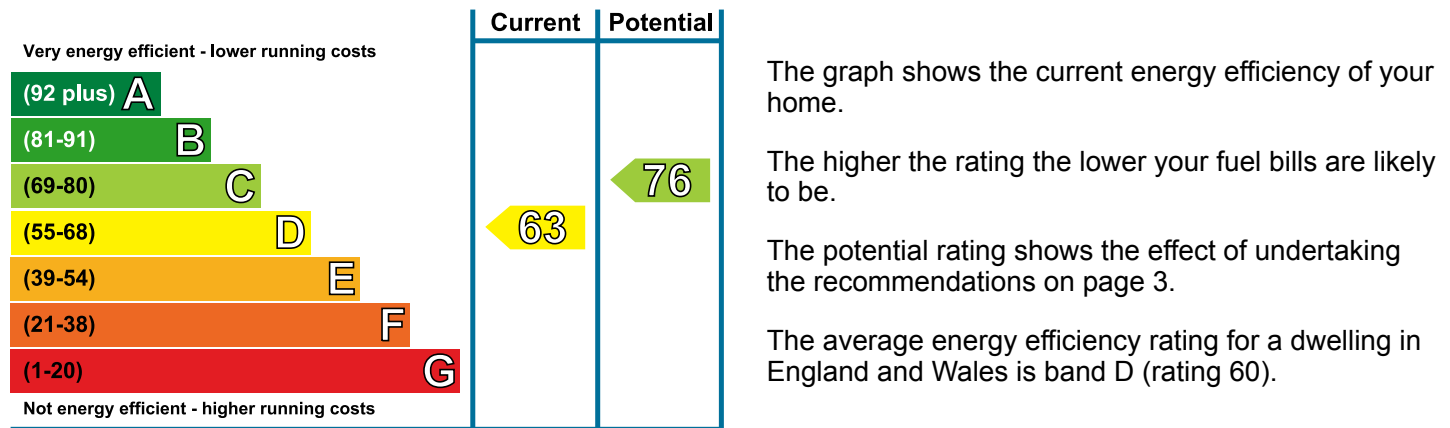 Current Potential
Very energy efficient - lower running costs
(92 plus) A
(81-91) B
(69-80) C
76
(55-68) D
63
(39-54) E
(21-38) F
(1-20) G
Not energy efficient - higher running costs
The graph shows the current energy efficiency of your
home.
The higher the rating the lower your fuel bills are likely
to be.
The potential rating shows the effect of undertaking
the recommendations on page 3.
The average energy efficiency rating for a dwelling in
England and Wales is band D (rating 60).